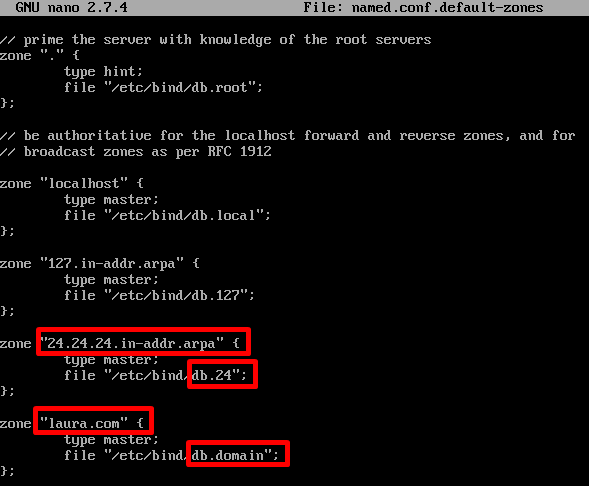 GNU nano 2.7.4 File: named.conf.default-zones
// prime the server with knowledge of the root servers
zone "." {
type hint;
file "/etc/bind/db.root";
};
// be authoritative for the localhost forward and reverse zones, and for
// broadcast zones as per RFC 1912
zone "localhost" {
type master;
file "/etc/bind/db.local";
};
zone "127.in-addr.arpa" {
type master;
file "/etc/bind/db.127";
};
zone "24.24.24.in-addr.arpa" {
type master;
file "/etc/bind/db.24";
};
zone "laura.com" {
type master;
file "/etc/bind/db.domain";
};